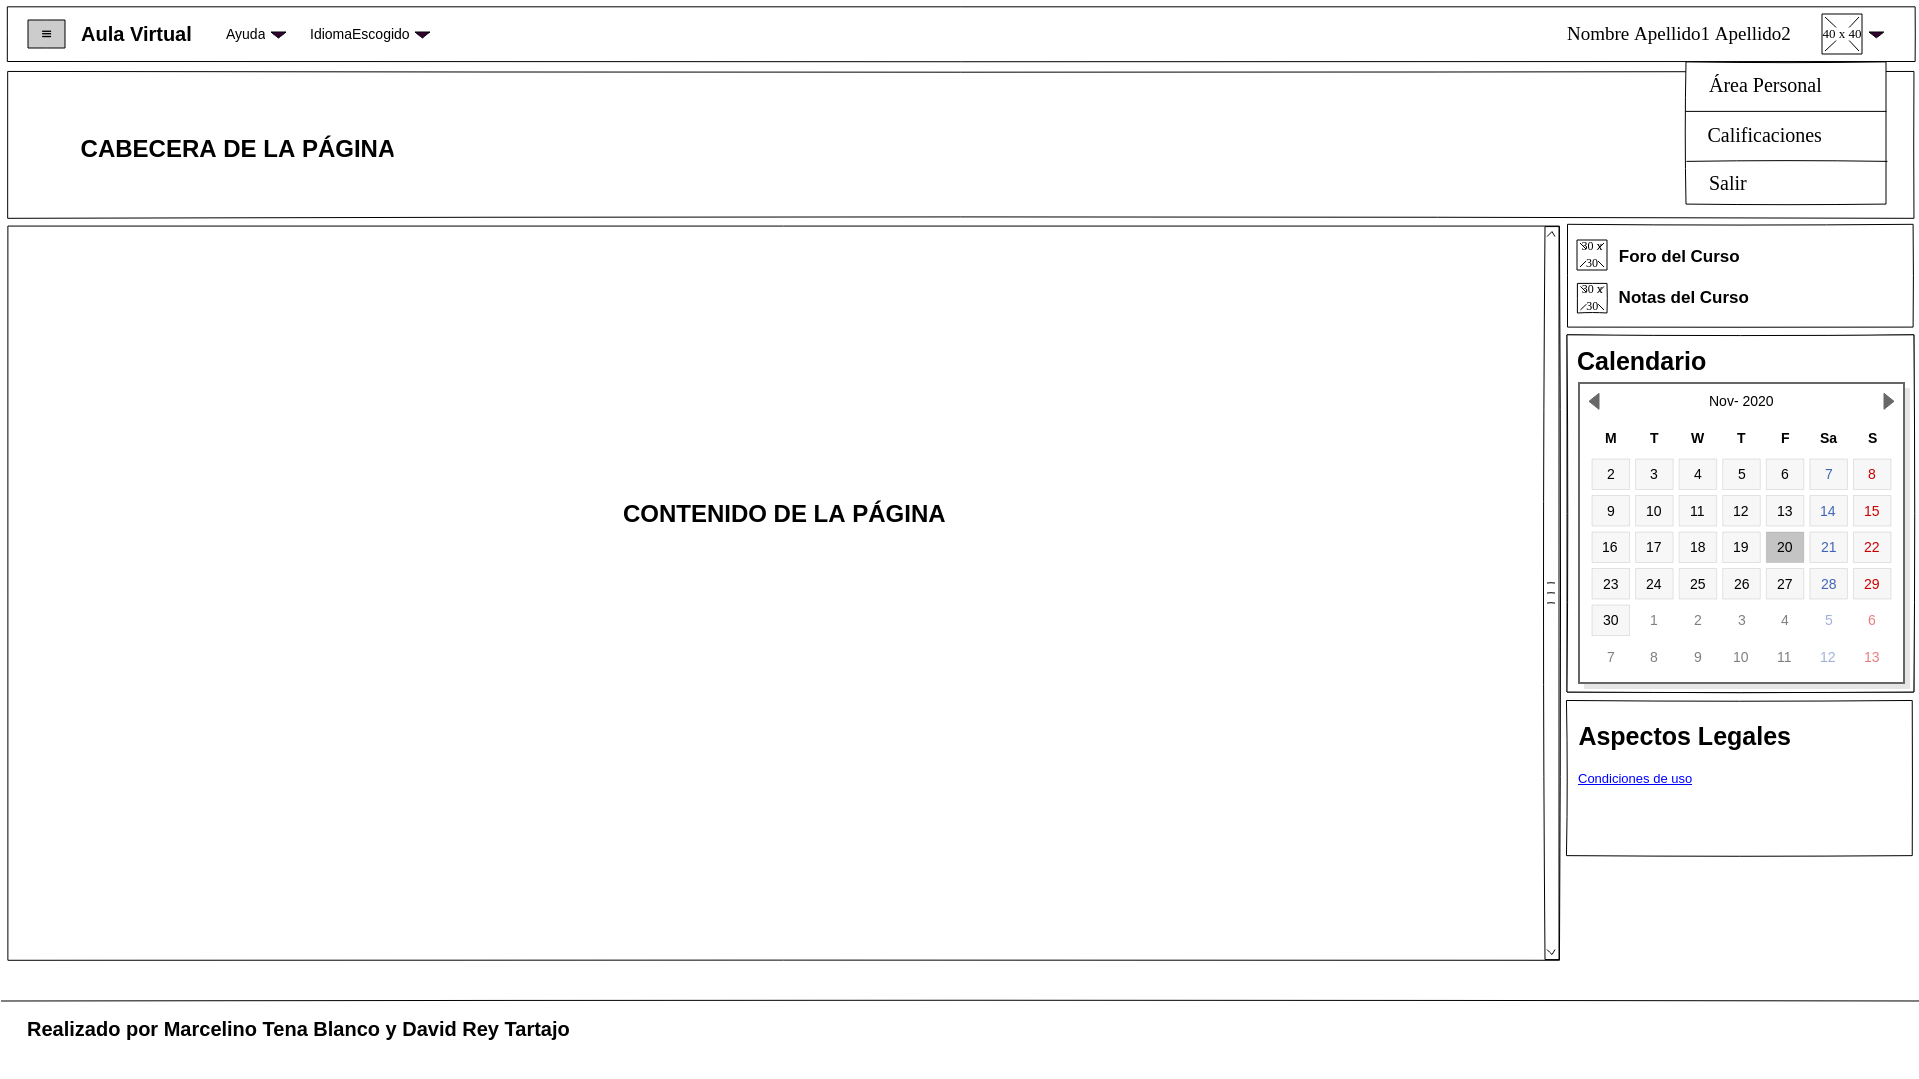 ≡ Aula Virtual Ayuda IdiomaEscogido Nombre Apellido1 Apellido2 40 x 40
Área Personal
Calificaciones
Salir
CABECERA DE LA PÁGINA
CONTENIDO DE LA PÁGINA
30 x
30
Foro del Curso
30 x
30
Notas del Curso
Calendario
Nov- 2020
M T W T F Sa S
2 3 4 5 6 7 8
9 10 11 12 13 14 15
16 17 18 19 20 21 22
23 24 25 26 27 28 29
30 1 2 3 4 5 6
7 8 9 10 11 12 13
Aspectos Legales
Condiciones de uso
Realizado por Marcelino Tena Blanco y David Rey Tartajo